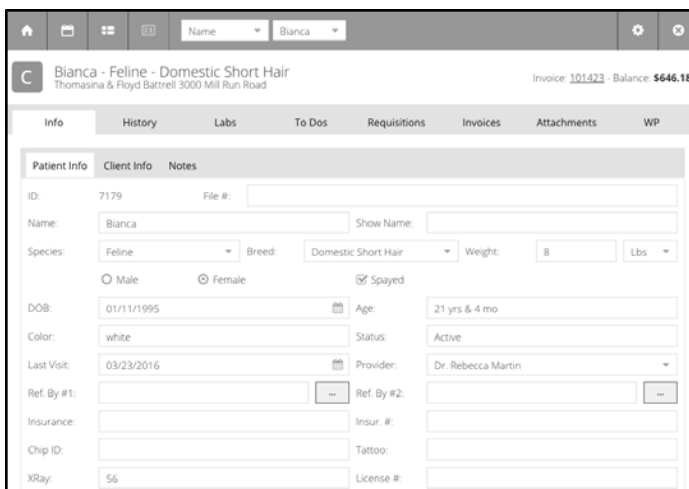 Name Bianca
C
Bianca - Feline - Domestic Short Hair
Thomasina & Floyd Battrell 3000 Mill Run Road
Invoice: 101423 - Balance: $646.18
Info History Labs To Dos Requisitions Invoices Attachments WP
Patient Info Client Info Notes
ID: 7179 File #:
Name: Bianca Show Name:
Species: Feline Breed: Domestic Short Hair Weight: 8 Lbs
Male Female Spayed
DOB: 01/11/1995 Age: 21 yrs & 4 mo
Color: white Status: Active
Last Visit: 03/23/2016 Provider: Dr. Rebecca Martin
Ref. By #1: ... Ref. By #2: ...
Insurance: Insur. #:
Chip ID: Tattoo:
XRay: 56 License #: